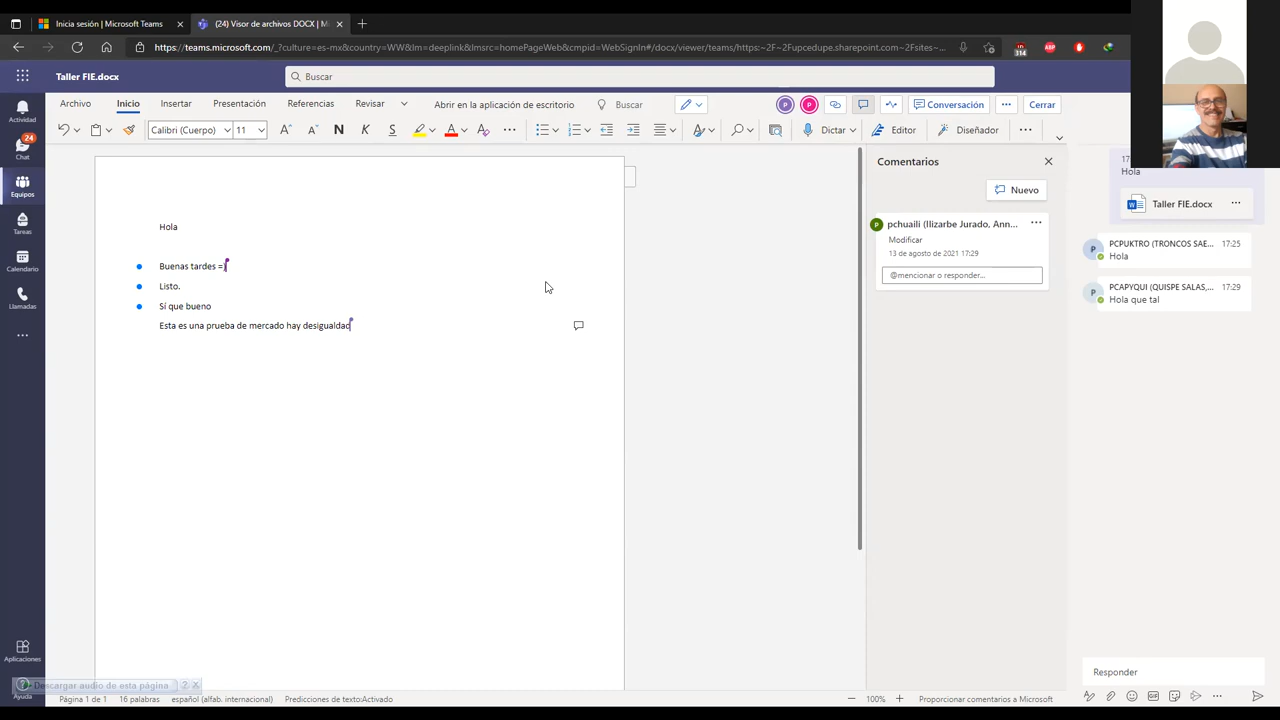 Inicia sesión | Microsoft Teams
(24) Visor de archivos DOCX | Mi
https://teams.microsoft.com/_?culture=es-mx&country=WW&lm=deeplink&lmsrc=homePageWeb&cmpid=WebSignIn#/docx/viewer/teams/https:~2F~2Fupcedupe.sharepoint.com~2Fsites~...
314
ABP
Taller FIE.docx
Buscar
Archivo
Inicio
Insertar
Presentación
Referencias
Revisar
Abrir en la aplicación de escritorio
Buscar
P
P
Conversación
Cerrar
Calibri (Cuerpo)
11
N
K
S
Dictar
Editor
Diseñador
Actividad
24
Chat
Equipos
Tareas
Calendario
Llamadas
Aplicaciones
Ayuda
Hola
Buenas tardes =
Listo.
Sí que bueno
Esta es una prueba de mercado hay desigualdad
Comentarios
Nuevo
pchuaili (Ilizarbe Jurado, Ann...
Modificar
13 de agosto de 2021 17:29
@mencionar o responder...
Hola
Taller FIE.docx
PCPUKTRO (TRONCOS SAE...
17:25
Hola
PCAPYQUI (QUISPE SALAS,...
17:29
Hola que tal
Responder
Descargar audio de esta página
Página 1 de 1
16 palabras
español (alfab. internacional)
Predicciones de texto:Activado
100%
Proporcionar comentarios a Microsoft